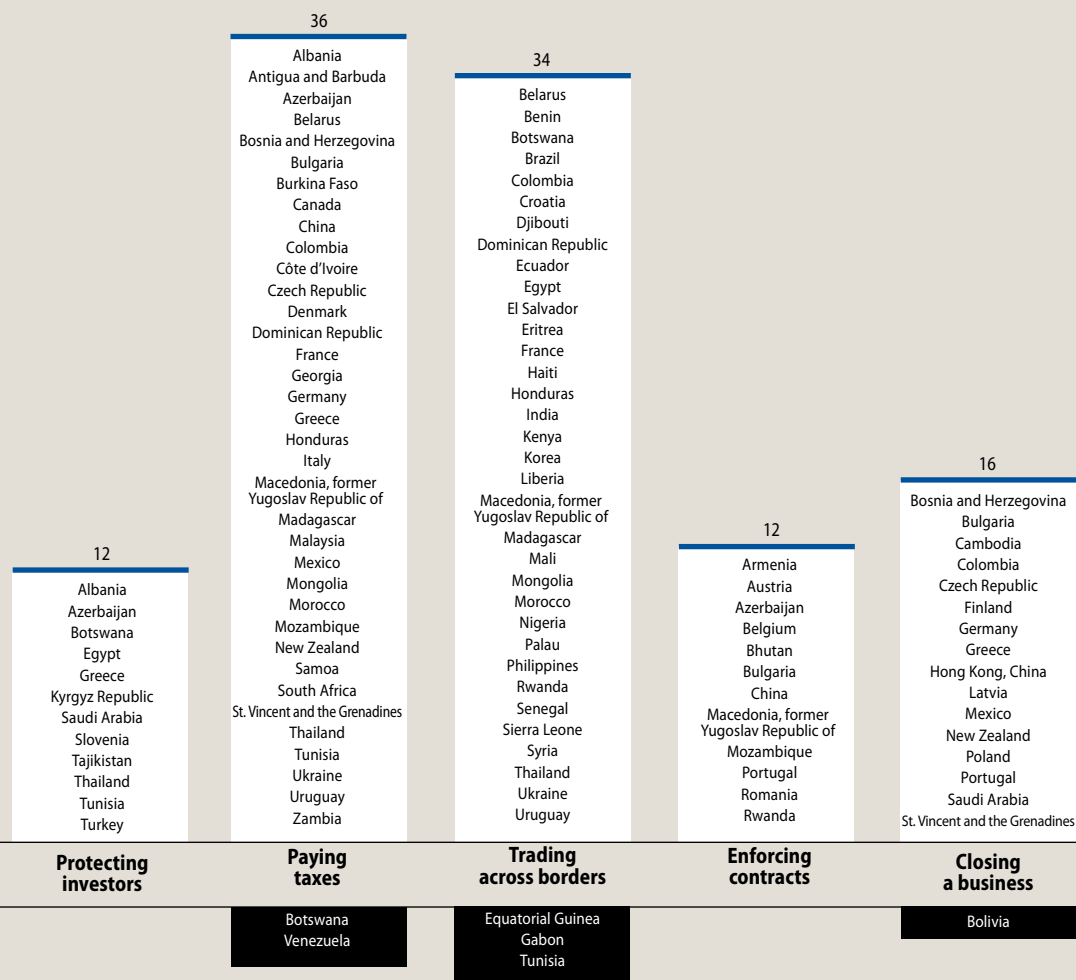 12
Albania
Azerbaijan
Botswana
Egypt
Greece
Kyrgyz Republic
Saudi Arabia
Slovenia
Tajikistan
Thailand
Tunisia
Turkey
Protecting
investors
36
Albania
Antigua and Barbuda
Azerbaijan
Belarus
Bosnia and Herzegovina
Bulgaria
Burkina Faso
Canada
China
Colombia
Côte d'Ivoire
Czech Republic
Denmark
Dominican Republic
France
Georgia
Germany
Greece
Honduras
Italy
Macedonia, former
Yugoslav Republic of
Madagascar
Malaysia
Mexico
Mongolia
Morocco
Mozambique
New Zealand
Samoa
South Africa
St. Vincent and the Grenadines
Thailand
Tunisia
Ukraine
Uruguay
Zambia
Paying
taxes
Botswana
Venezuela
34
Belarus
Benin
Botswana
Brazil
Colombia
Croatia
Djibouti
Dominican Republic
Ecuador
Egypt
El Salvador
Eritrea
France
Haiti
Honduras
India
Kenya
Korea
Liberia
Macedonia, former
Yugoslav Republic of
Madagascar
Mali
Mongolia
Morocco
Nigeria
Palau
Philippines
Rwanda
Senegal
Sierra Leone
Syria
Thailand
Ukraine
Uruguay
Trading
across borders
Equatorial Guinea
Gabon
Tunisia
12
Armenia
Austria
Azerbaijan
Belgium
Bhutan
Bulgaria
China
Macedonia, former
Yugoslav Republic of
Mozambique
Portugal
Romania
Rwanda
Enforcing
contracts
16
Bosnia and Herzegovina
Bulgaria
Cambodia
Colombia
Czech Republic
Finland
Germany
Greece
Hong Kong, China
Latvia
Mexico
New Zealand
Poland
Portugal
Saudi Arabia
St. Vincent and the Grenadines
Closing
a business
Bolivia